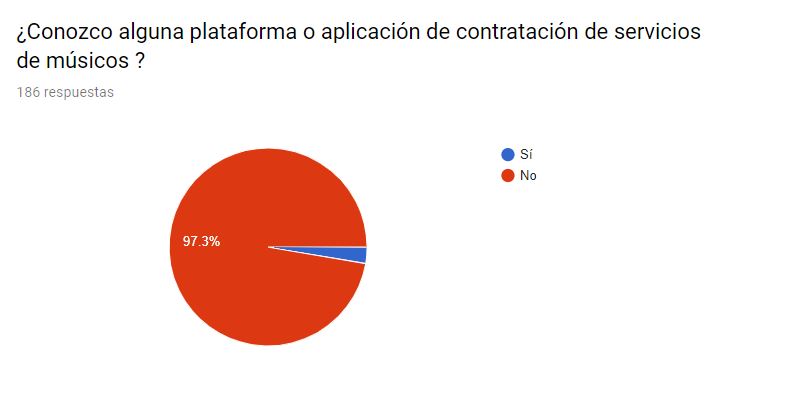 ¿Conozco alguna plataforma o aplicación de contratación de servicios
de músicos ?
186 respuestas
Sí
No
97.3%